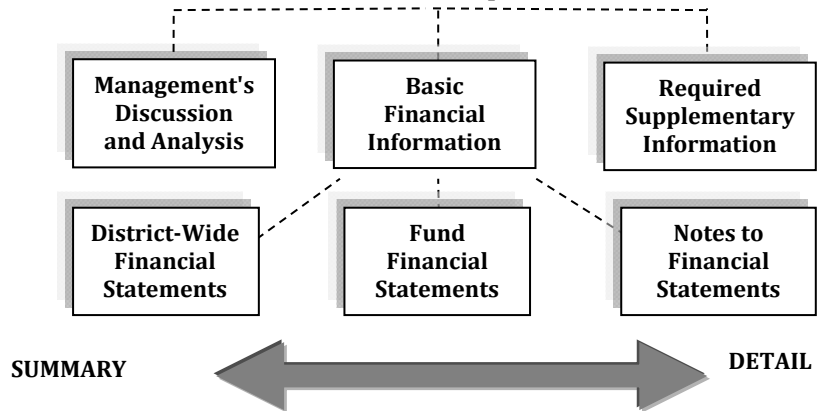 Management's
Discussion
and Analysis
Basic
Financial
Information
Required
Supplementary
Information
District-Wide
Financial
Statements
Fund
Financial
Statements
Notes to
Financial
Statements
SUMMARY
DETAIL